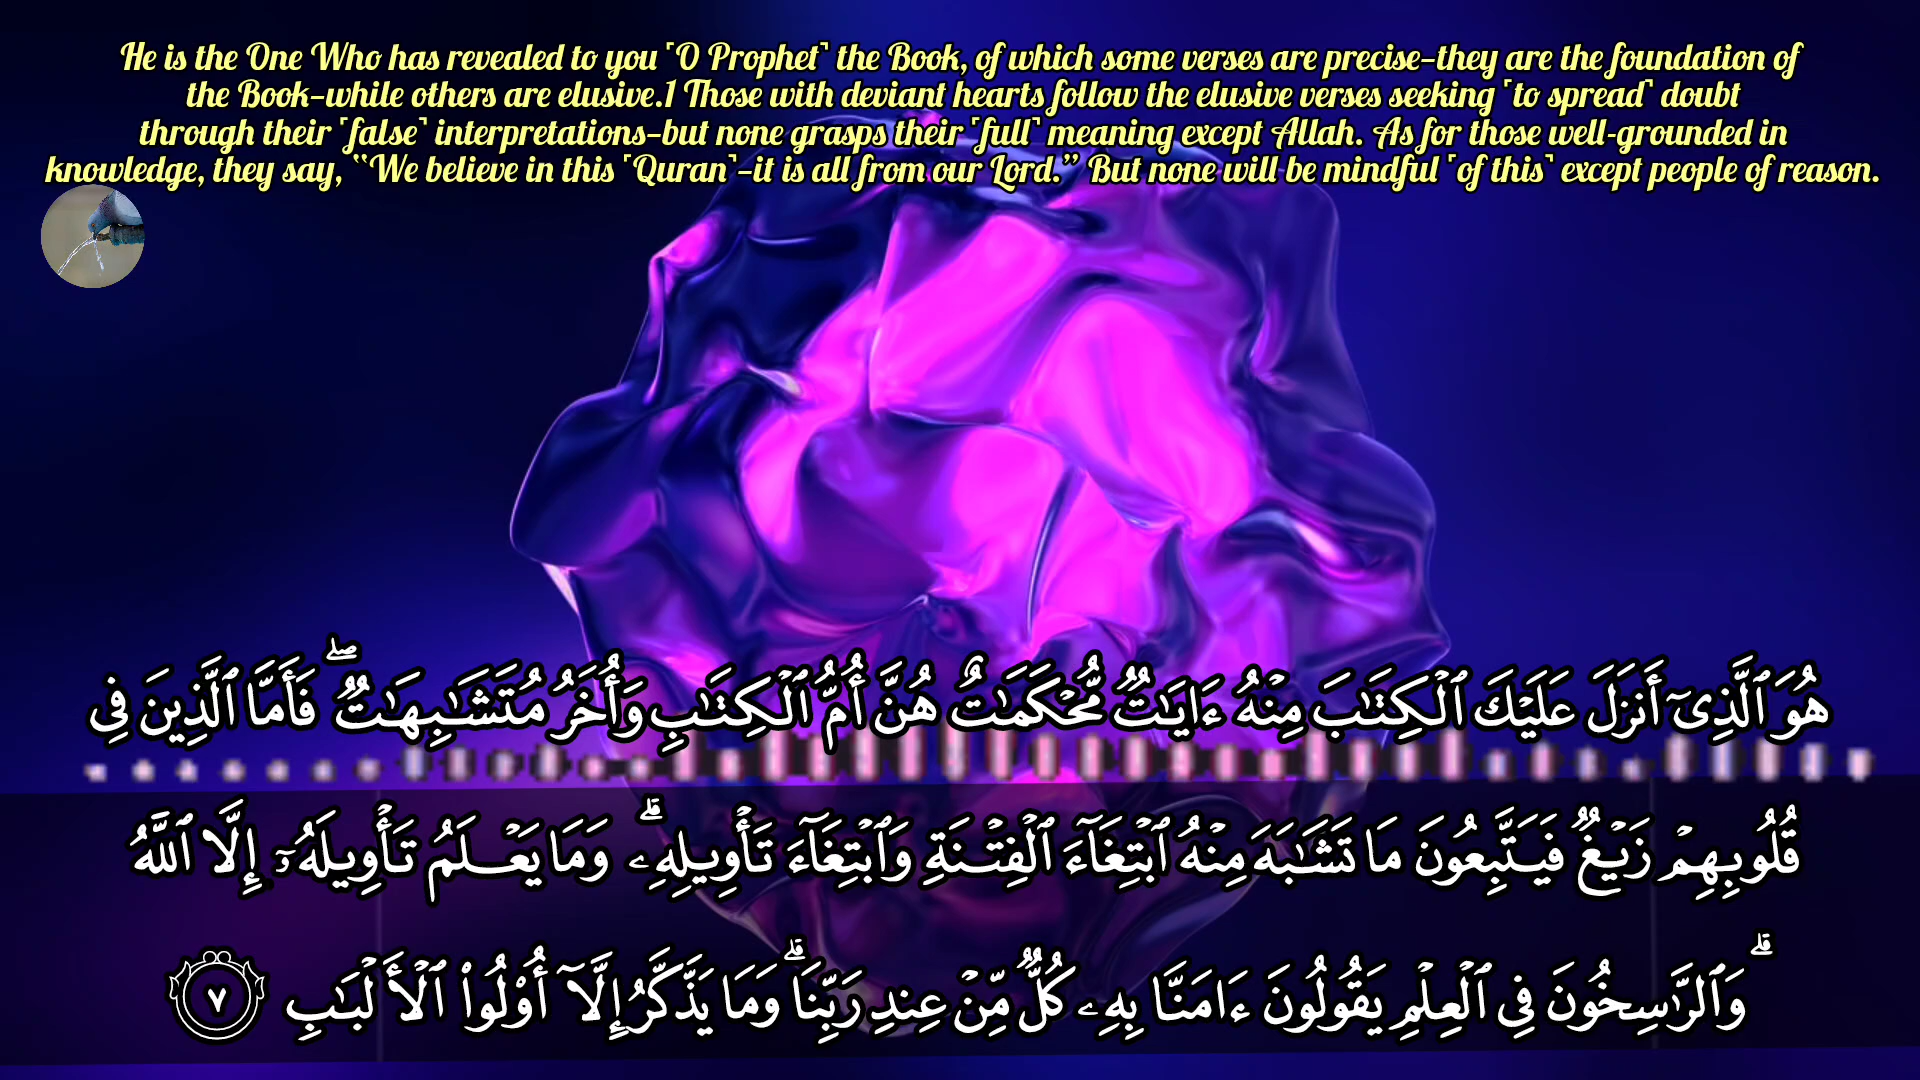 He is the One Who has revealed to you ˹O Prophet˺ the Book, of which some verses are precise—they are the foundation of
the Book—while others are elusive.1 Those with deviant hearts follow the elusive verses seeking ˹to spread˺ doubt
through their ˹false˺ interpretations—but none grasps their ˹full˺ meaning except Allah. As for those well-grounded in
knowledge, they say, “We believe in this ˹Quran˺—it is all from our Lord.” But none will be mindful ˹of this˺ except people of reason.
هُوَ ٱلَّذِىٓ أَنزَلَ عَلَيْكَ ٱلْكِتَـٰبَ مِنْهُ ءَايَـٰتٌ مُّحْكَمَـٰتٌ هُنَّ أُمُّ ٱلْكِتَـٰبِ وَأُخَرُ مُتَشَـٰبِهَـٰتٌ ۖ فَأَمَّا ٱلَّذِينَ فِى
قُلُوبِهِمْ زَيْغٌ فَيَتَّبِعُونَ مَا تَشَـٰبَهَ مِنْهُ ٱبْتِغَآءَ ٱلْفِتْنَةِ وَٱبْتِغَآءَ تَأْوِيلِهِۦ ۗ وَمَا يَعْلَمُ تَأْوِيلَهُۥٓ إِلَّا ٱللَّهُ
ۗ وَٱلرَّٰسِخُونَ فِى ٱلْعِلْمِ يَقُولُونَ ءَامَنَّا بِهِۦ كُلٌّ مِّنْ عِندِ رَبِّنَا ۗ وَمَا يَذَّكَّرُ إِلَّآ أُو۟لُوا۟ ٱلْأَلْبَـٰبِ ٧